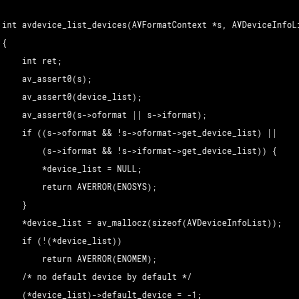 int avdevice_list_devices(AVFormatContext *s, AVDeviceInfoLi
{
int ret;
av_assert0(s);
av_assert0(device_list);
av_assert0(s->oformat || s->iformat);
if ((s->oformat && !s->oformat->get_device_list) ||
(s->iformat && !s->iformat->get_device_list)) {
*device_list = NULL;
return AVERROR(ENOSYS);
}
*device_list = av_mallocz(sizeof(AVDeviceInfoList));
if (!(*device_list))
return AVERROR(ENOMEM);
/* no default device by default */
(*device_list)->default_device = -1;